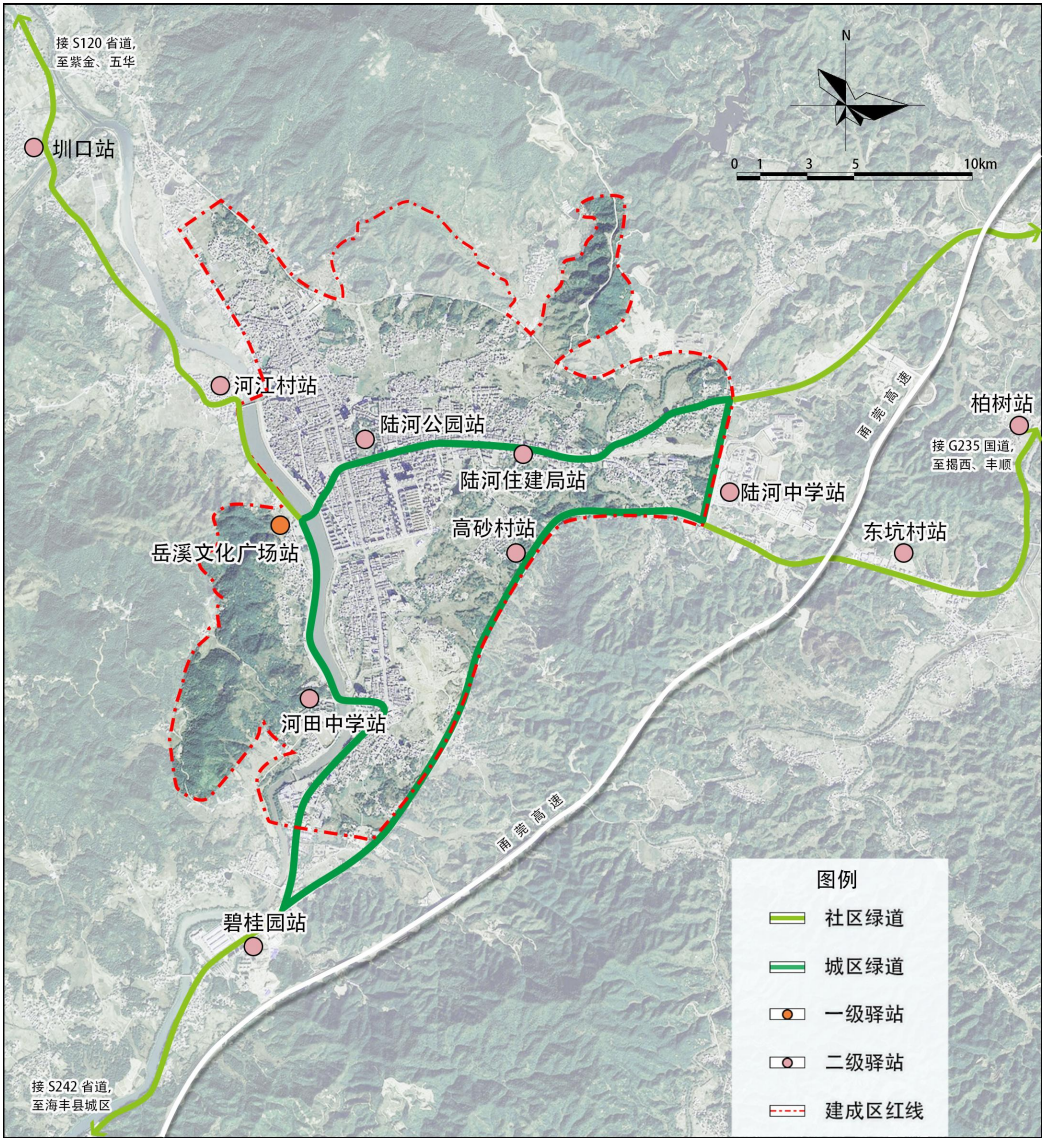 接 S120 省道,
至紫金、五华
N
圳口站
0 1 3 5 10km
河江村站
甬莞高速
柏树站
陆河公园站
接 G235 国道,
至揭西、丰顺
陆河住建局站
陆河中学站
高砂村站
东坑村站
岳溪文化广场站
河田中学站
甬莞高速
碧桂园站
接 S242 省道,
至海丰县城区
图例
社区绿道
城区绿道
一级驿站
二级驿站
建成区红线